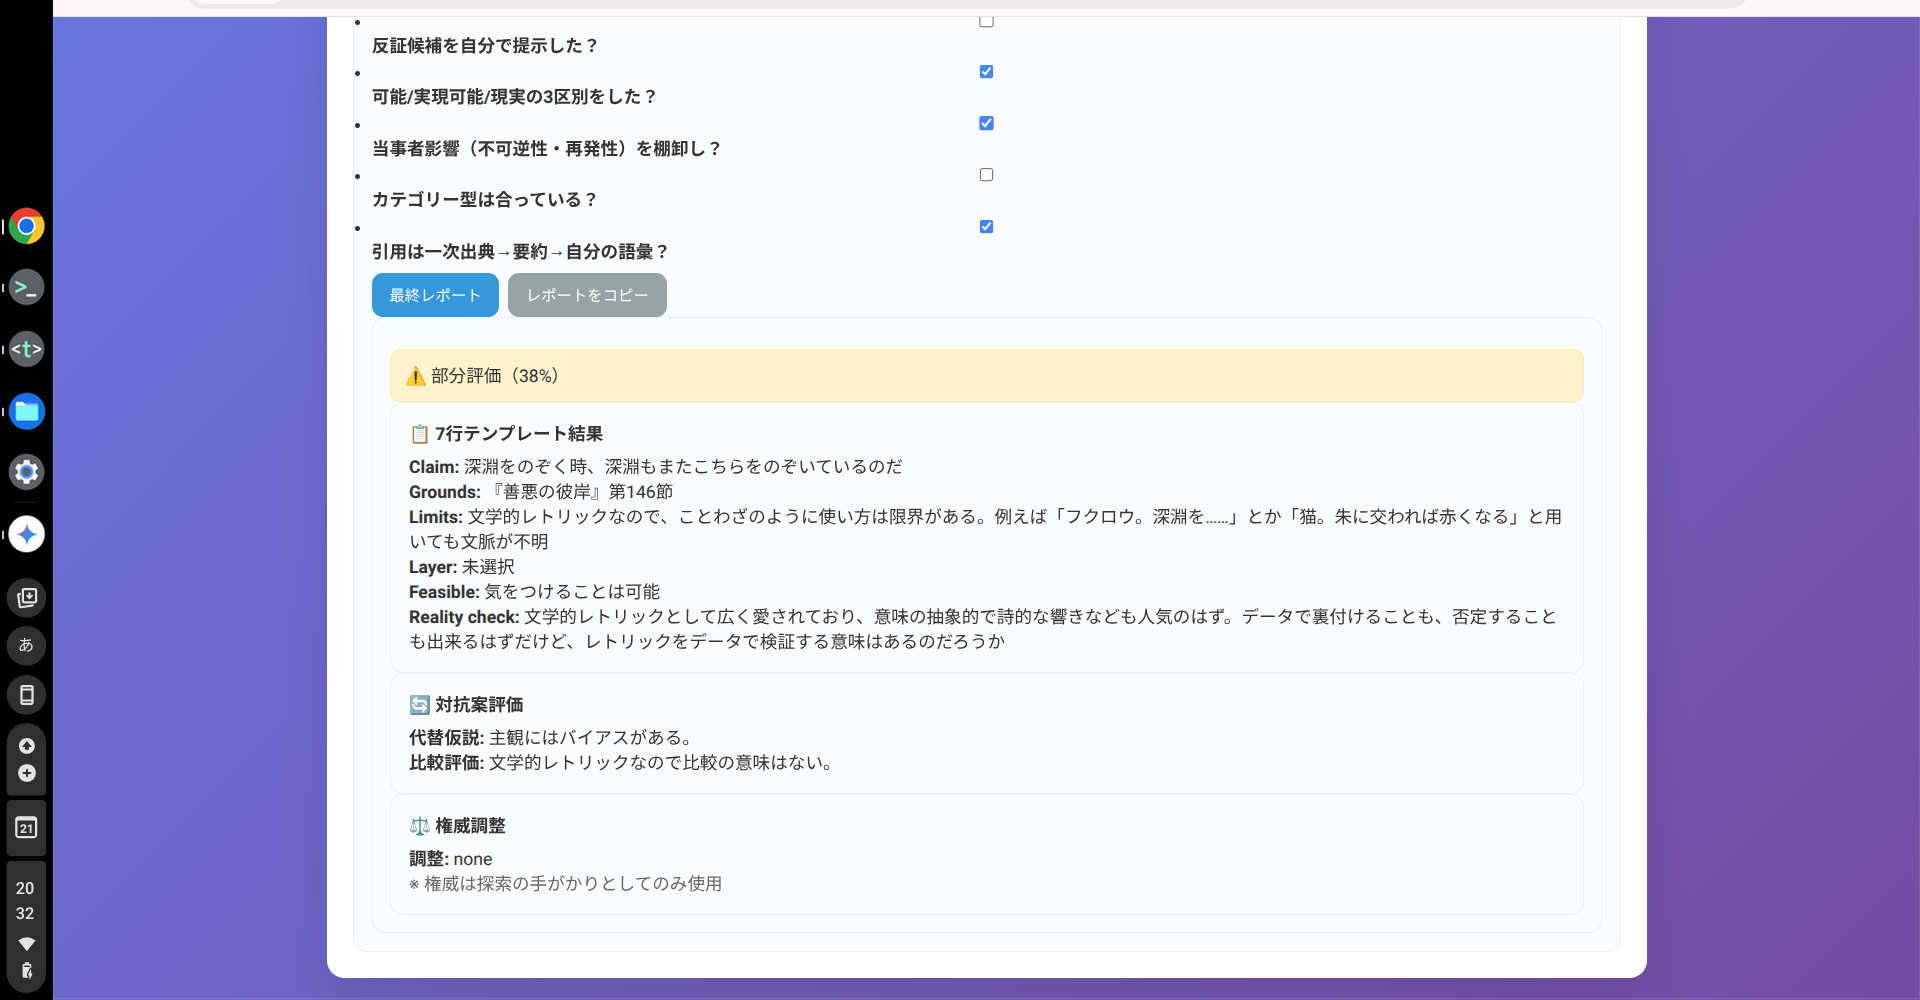 反証候補を自分で提示した？
可能/実現可能/現実の3区別をした？
当事者影響（不可逆性・再発性）を棚卸し？
カテゴリー型は合っている？
引用は一次出典→要約→自分の語彙？
最終レポート
レポートをコピー
⚠️ 部分評価（38%）
📋 7行テンプレート結果
Claim: 深淵をのぞく時、深淵もまたこちらをのぞいているのだ
Grounds: 『善悪の彼岸』第146節
Limits: 文学的レトリックなので、ことわざのように使い方は限界がある。例えば「フクロウ。深淵を……」とか「猫。朱に交われば赤くなる」と用
いても文脈が不明
Layer: 未選択
Feasible: 気をつけることは可能
Reality check: 文学的レトリックとして広く愛されており、意味の抽象的で詩的な響きなども人気のはず。データで裏付けることも、否定すること
も出来るはずだけど、レトリックをデータで検証する意味はあるのだろうか
🔄 対抗案評価
代替仮説: 主観にはバイアスがある。
比較評価: 文学的レトリックなので比較の意味はない。
⚖️ 権威調整
調整: none
※ 権威は探索の手がかりとしてのみ使用
>_
<t>
あ
21
20
32